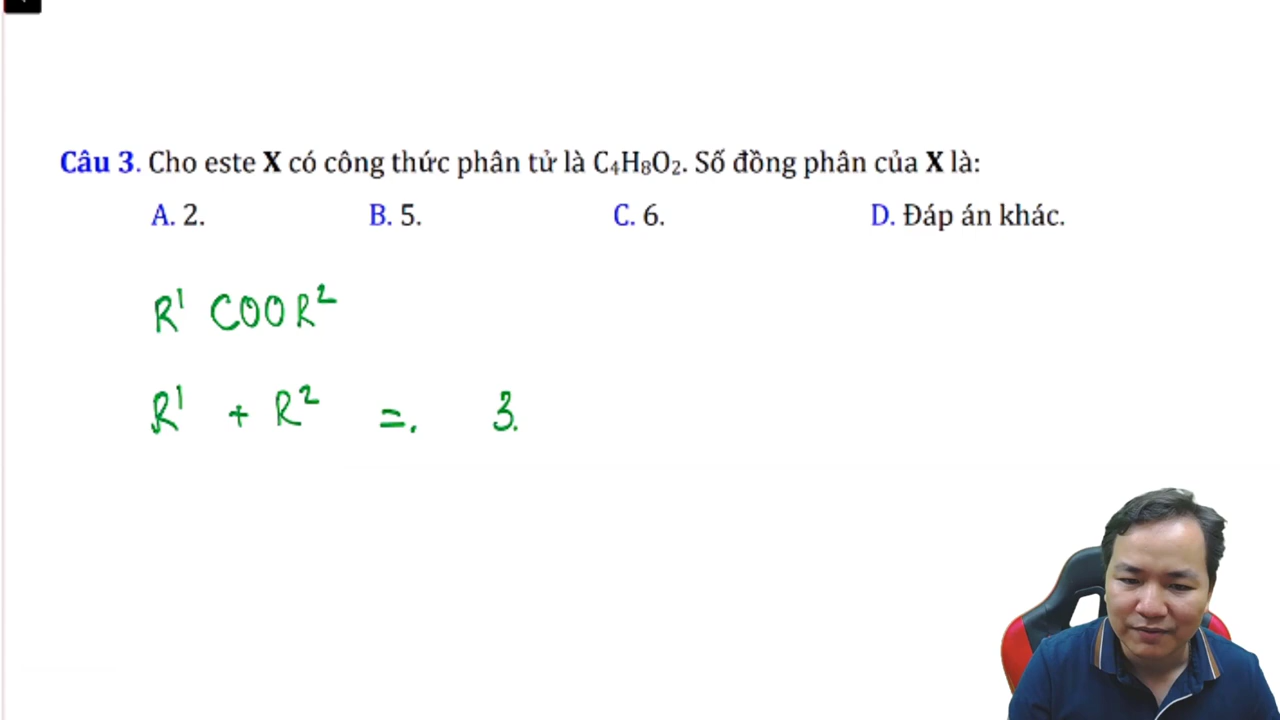 Câu 3. Cho este X có công thức phân tử là C₄H₈O₂. Số đồng phân của X là:
A. 2. B. 5. C. 6. D. Đáp án khác.
R¹ COOR²
R¹ + R² =. 3.